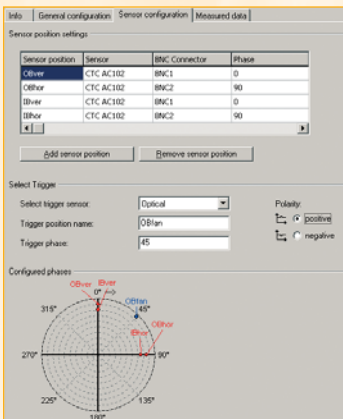 Info General configuration Sensor configuration Measured data
Sensor position settings
Sensor position Sensor BNC Connector Phase
OBver CTC AC102 BNC1 0
OBhor CTC AC102 BNC2 90
IBver CTC AC102 BNC1 0
IBhor CTC AC102 BNC2 90
Add sensor position Remove sensor position
Select Trigger
Select trigger sensor: Optical Polarity:
Trigger position name: OBfan positive
Trigger phase: 45 negative
Configured phases
OBver IBver
0° -->
OBfan
315° 45°
IBhor OBhor
270° 90°
225° 135°
180°